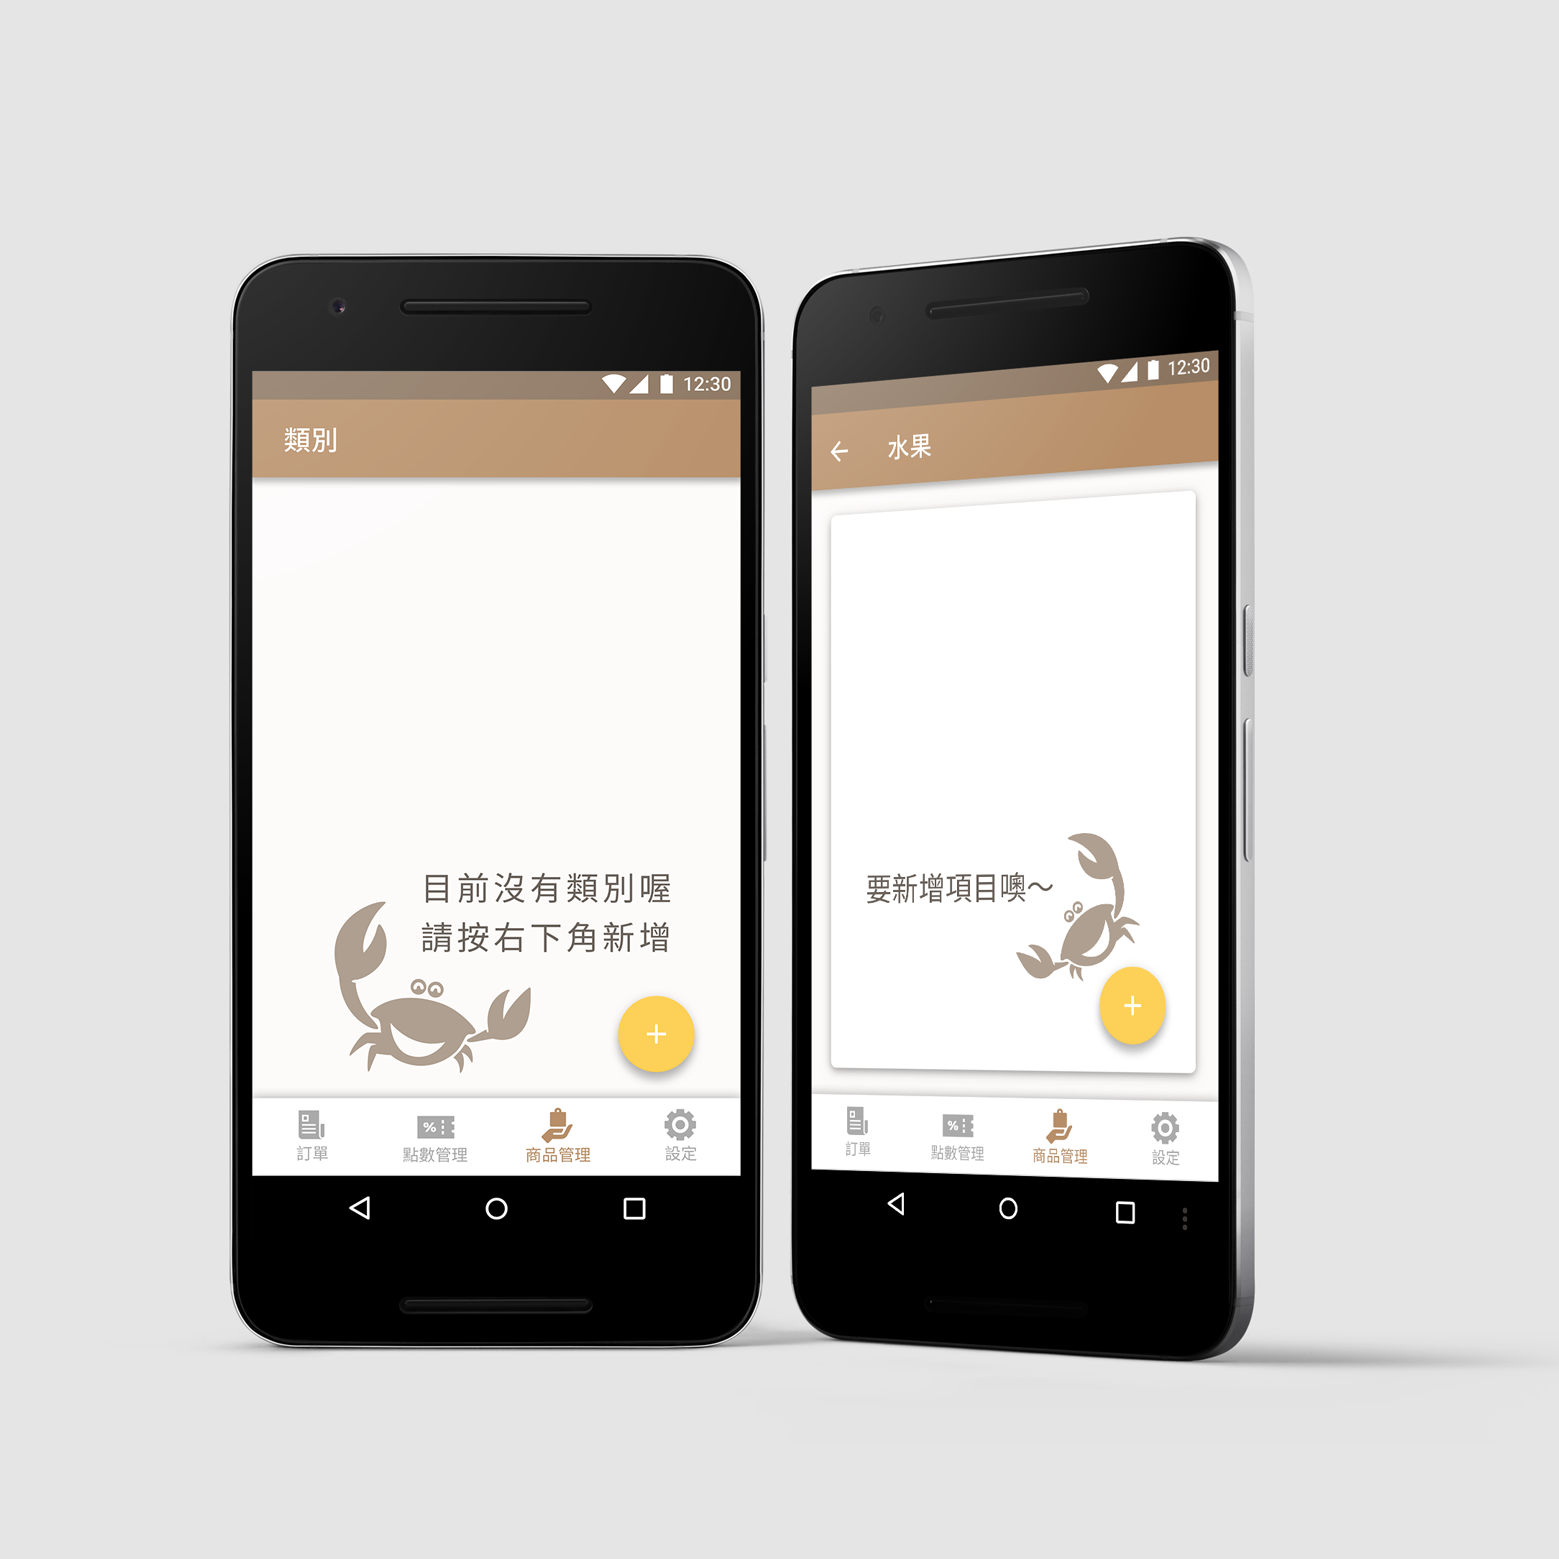 12:30
類別
目前沒有類別喔
請按右下角新增
訂單
點數管理
商品管理
設定
12:30
水果
要新增項目噢～
訂單
點數管理
商品管理
設定